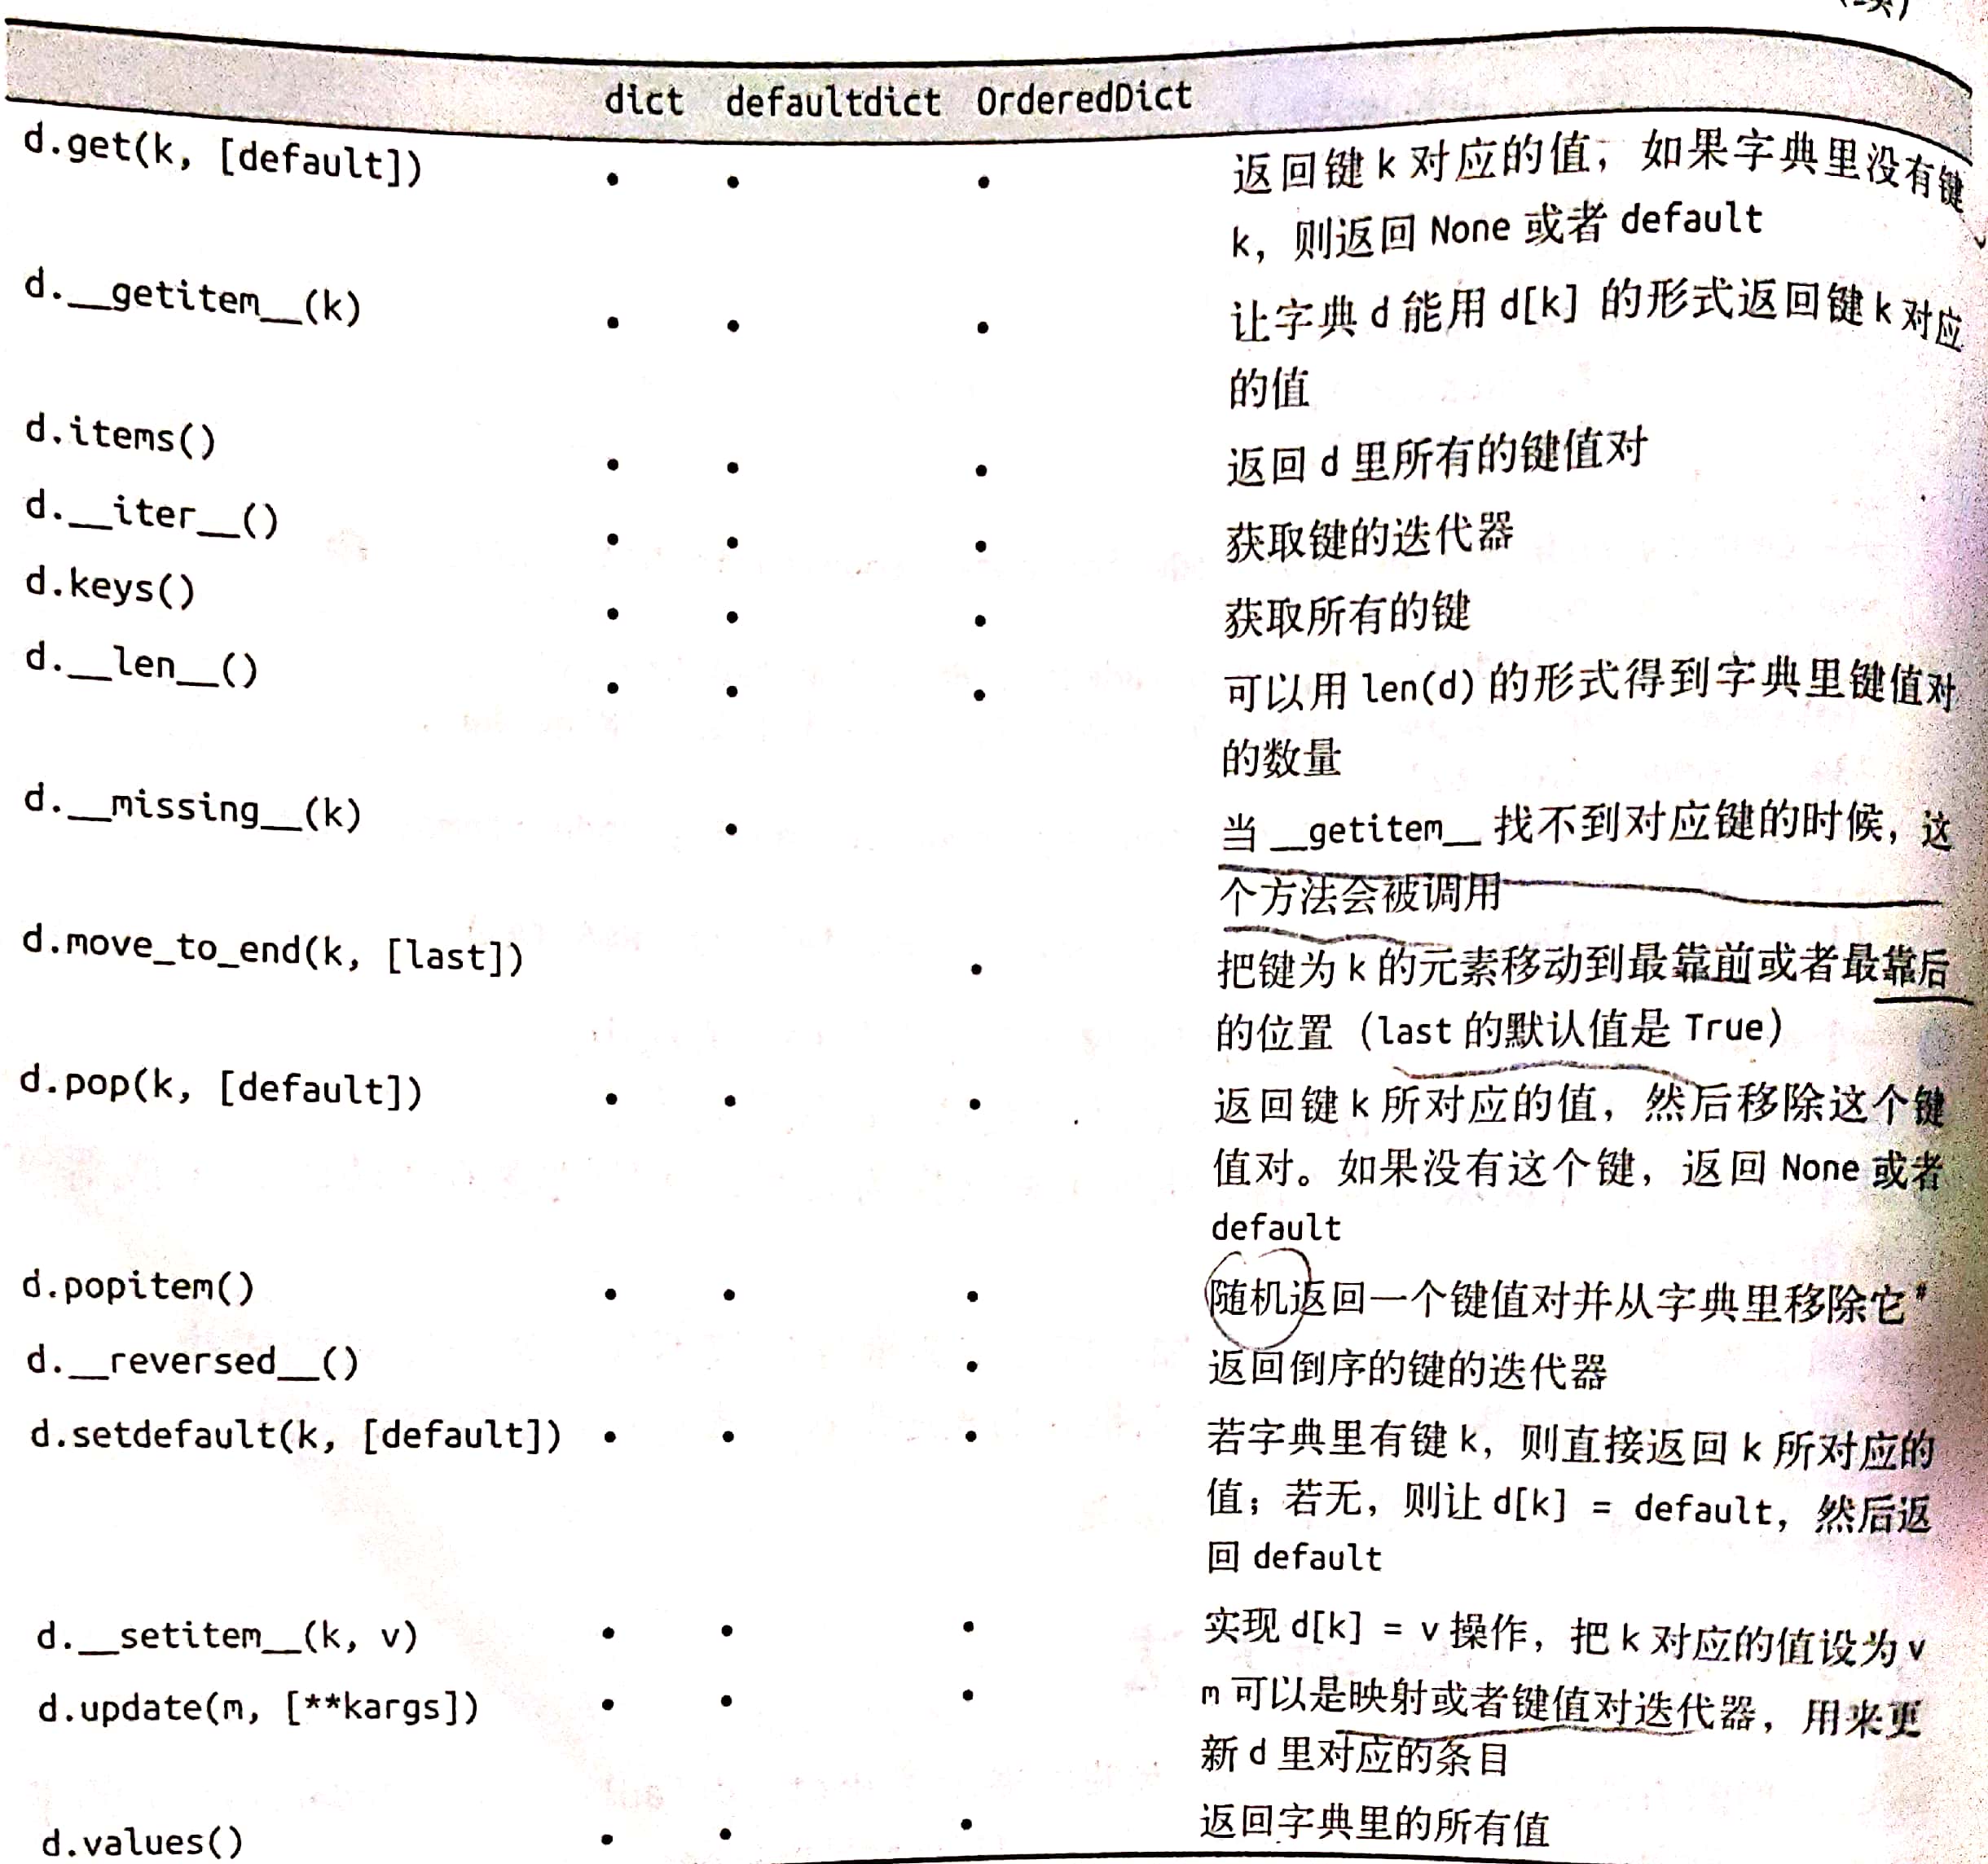 (续)
dict defaultdict OrderedDict
d.get(k, [default]) • • • 返回键 k 对应的值，如果字典里没有键
k，则返回 None 或者 default
d.__getitem__(k) • • • 让字典 d 能用 d[k] 的形式返回键 k 对应
的值
d.items() • • • 返回 d 里所有的键值对
d.__iter__() • • • 获取键的迭代器
d.keys() • • • 获取所有的键
d.__len__() • • • 可以用 len(d) 的形式得到字典里键值对
的数量
d.__missing__(k) • 当 __getitem__ 找不到对应键的时候，这
个方法会被调用
d.move_to_end(k, [last]) • 把键为 k 的元素移动到最靠前或者最靠后
的位置（last 的默认值是 True）
d.pop(k, [default]) • • • 返回键 k 所对应的值，然后移除这个键
值对。如果没有这个键，返回 None 或者
default
d.popitem() • • • 随机返回一个键值对并从字典里移除它#
d.__reversed__() • 返回倒序的键的迭代器
d.setdefault(k, [default]) • • • 若字典里有键 k，则直接返回 k 所对应的
值；若无，则让 d[k] = default，然后返
回 default
d.__setitem__(k, v) • • • 实现 d[k] = v 操作，把 k 对应的值设为 v
d.update(m, [**kargs]) • • • m 可以是映射或者键值对迭代器，用来更
新 d 里对应的条目
d.values() • • • 返回字典里的所有值